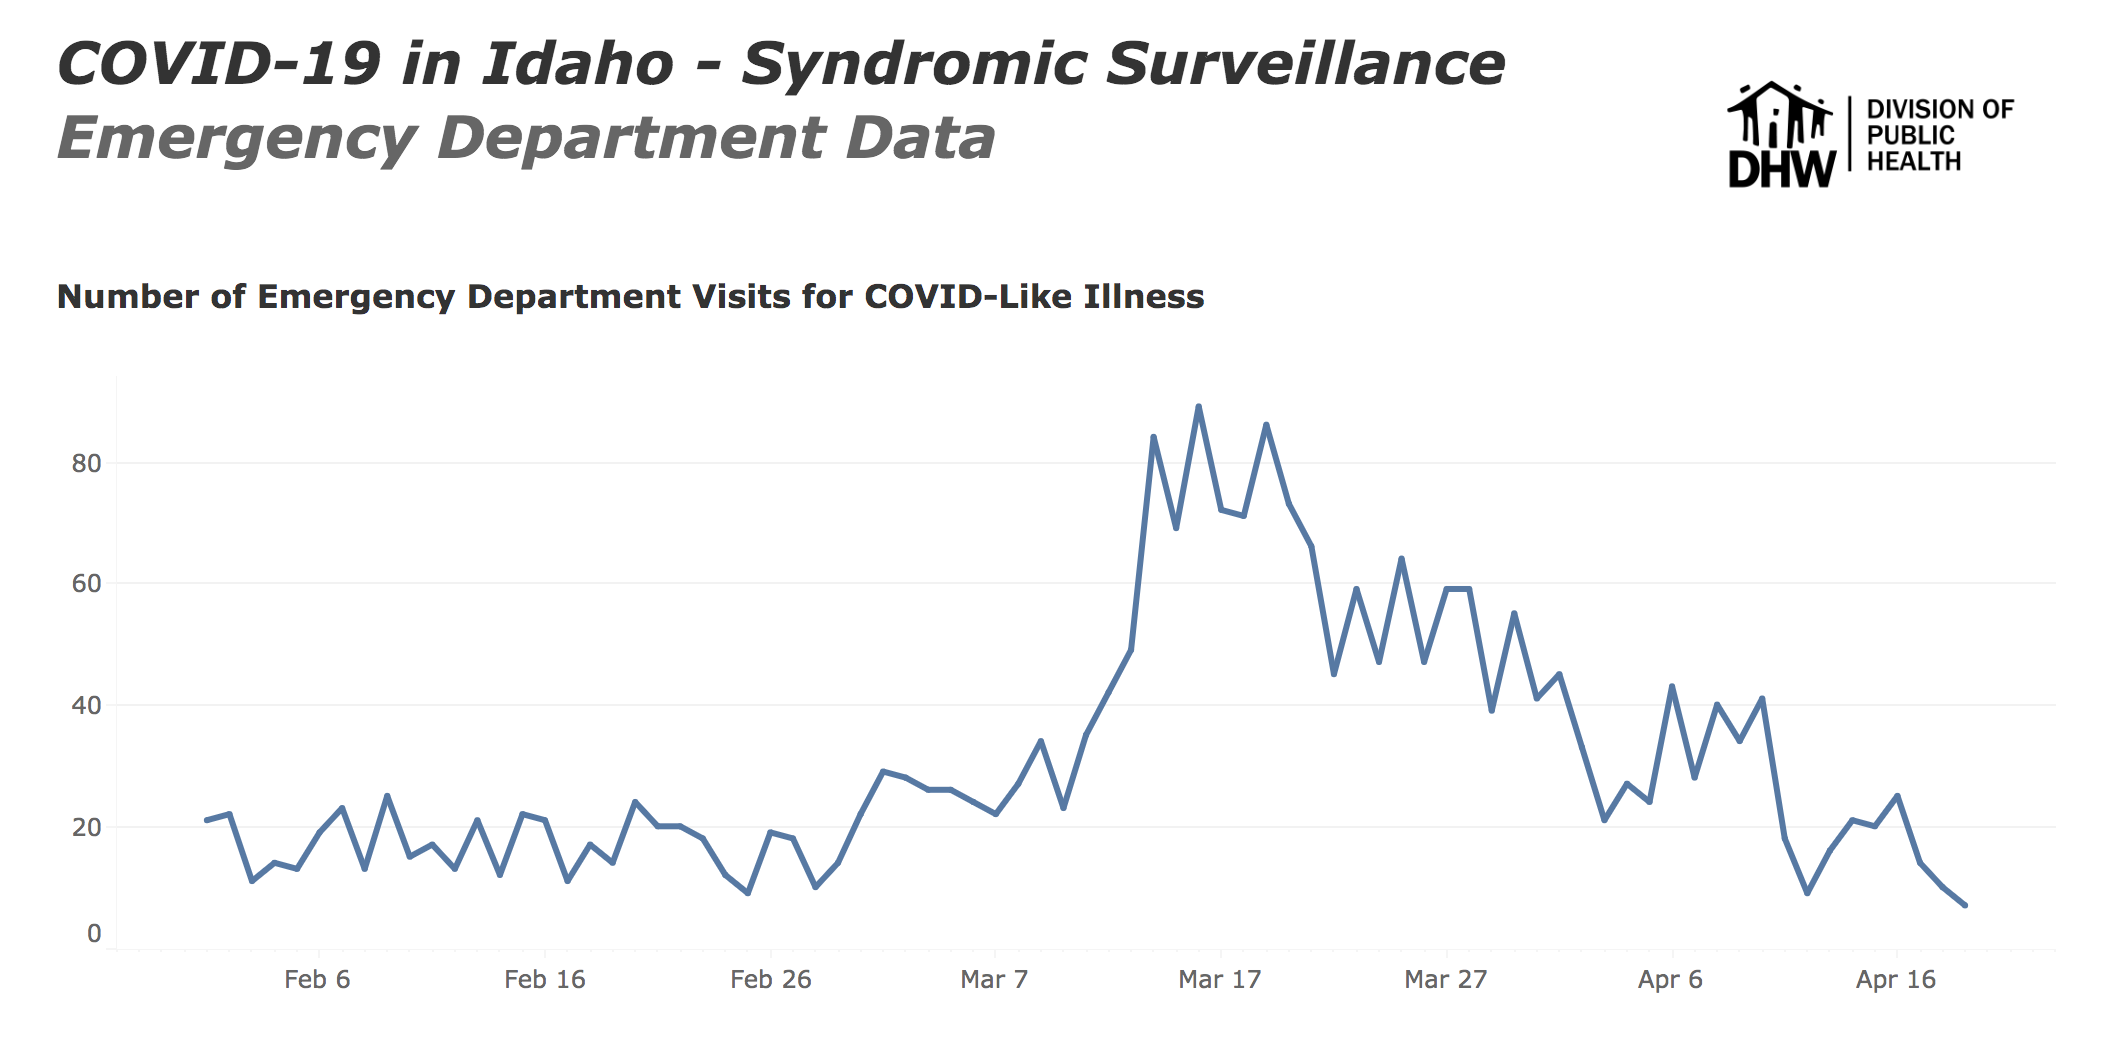 COVID-19 in Idaho - Syndromic Surveillance
Emergency Department Data
DHW
DIVISION OF
PUBLIC
HEALTH
Number of Emergency Department Visits for COVID-Like Illness
80
60
40
20
0
Feb 6
Feb 16
Feb 26
Mar 7
Mar 17
Mar 27
Apr 6
Apr 16